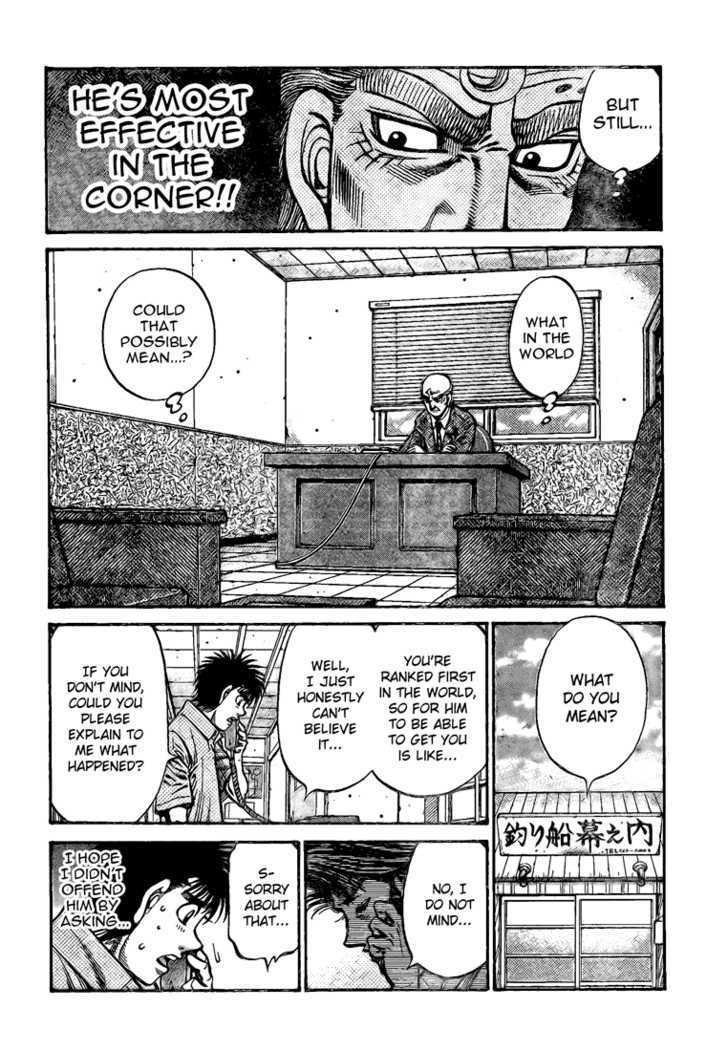 BUT
STILL...
HE'S MOST
EFFECTIVE
IN THE
CORNER!!
WHAT
IN THE
WORLD
COULD
THAT
POSSIBLY
MEAN...?
WHAT
DO YOU
MEAN?
釣り船 幕之内
YOU'RE
RANKED FIRST
IN THE WORLD,
SO FOR HIM
TO BE ABLE
TO GET YOU
IS LIKE...
WELL,
I JUST
HONESTLY
CAN'T
BELIEVE
IT...
IF YOU
DON'T MIND,
COULD YOU
PLEASE
EXPLAIN TO
ME WHAT
HAPPENED?
NO, I
DO NOT
MIND...
S-
SORRY
ABOUT
THAT...
I HOPE
I DIDN'T
OFFEND
HIM BY
ASKING...